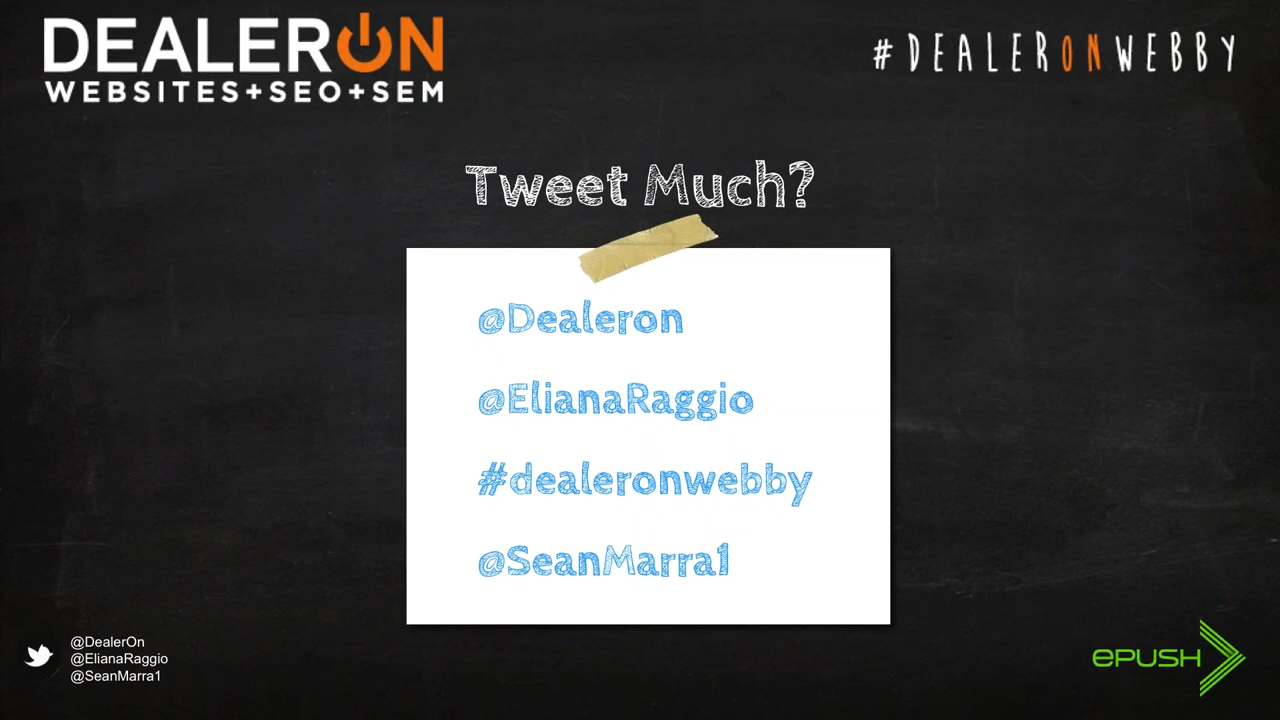 DEALERON
WEBSITES+SEO+SEM
#DEALERONWEBBY
Tweet Much?
@Dealeron
@ElianaRaggio
#dealeronwebby
@SeanMarra1
@DealerOn
@ElianaRaggio
@SeanMarra1
ePUSH